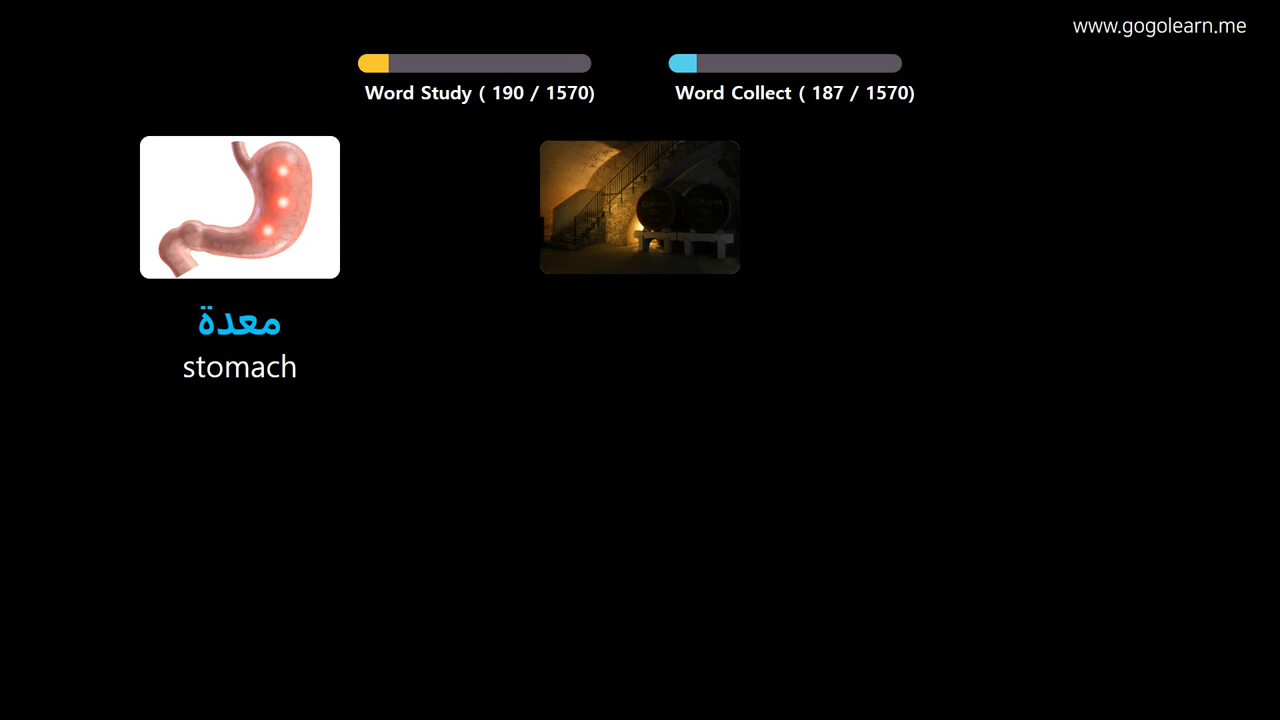 www.gogolearn.me
Word Study ( 190 / 1570)
Word Collect ( 187 / 1570)
معدة
stomach